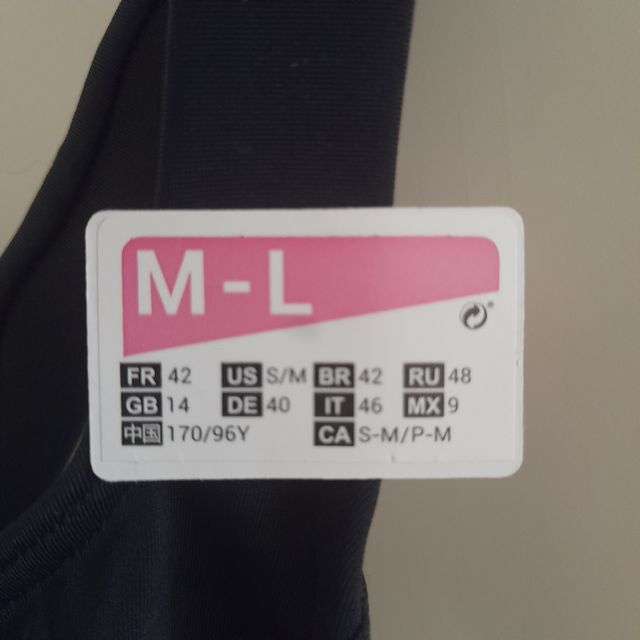 M - L
FR 42 US S/M BR 42 RU 48
GB 14 DE 40 IT 46 MX 9
中国 170/96Y CA S-M/P-M